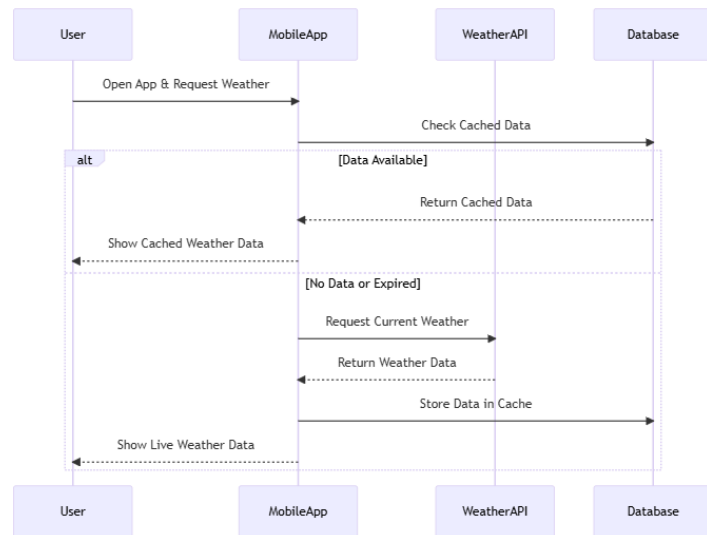 User
MobileApp
WeatherAPI
Database
Open App & Request Weather
Check Cached Data
alt
[Data Available]
Return Cached Data
Show Cached Weather Data
[No Data or Expired]
Request Current Weather
Return Weather Data
Store Data in Cache
Show Live Weather Data
User
MobileApp
WeatherAPI
Database